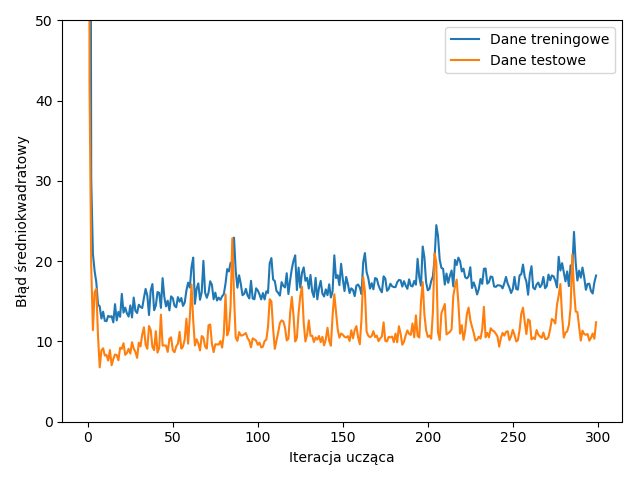 50
40
30
20
10
0
Błąd średniokwadratowy
Dane treningowe
Dane testowe
0 50 100 150 200 250 300
Iteracja ucząca